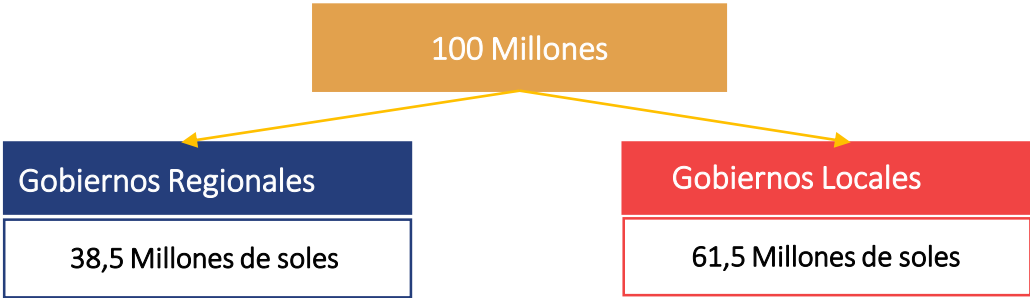 100 Millones
Gobiernos Regionales
38,5 Millones de soles
Gobiernos Locales
61,5 Millones de soles